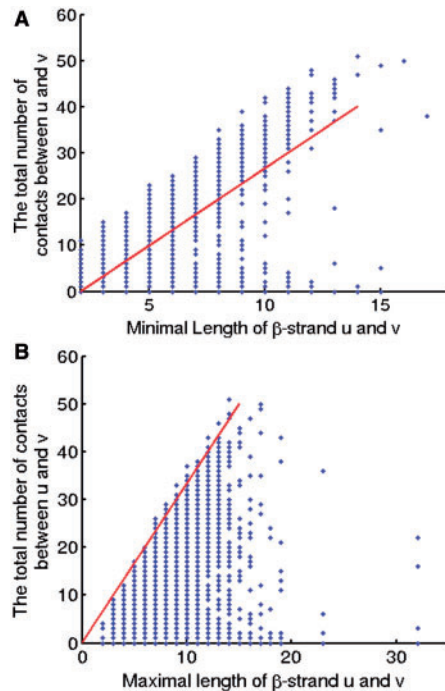 A
60
50
40
30
20
10
0
The total number of
contacts between u and v
5
10
15
Minimal Length of β-strand u and v
B
60
50
40
30
20
10
0
The total number of contacts
between u and v
0
10
20
30
Maximal length of β-strand u and v